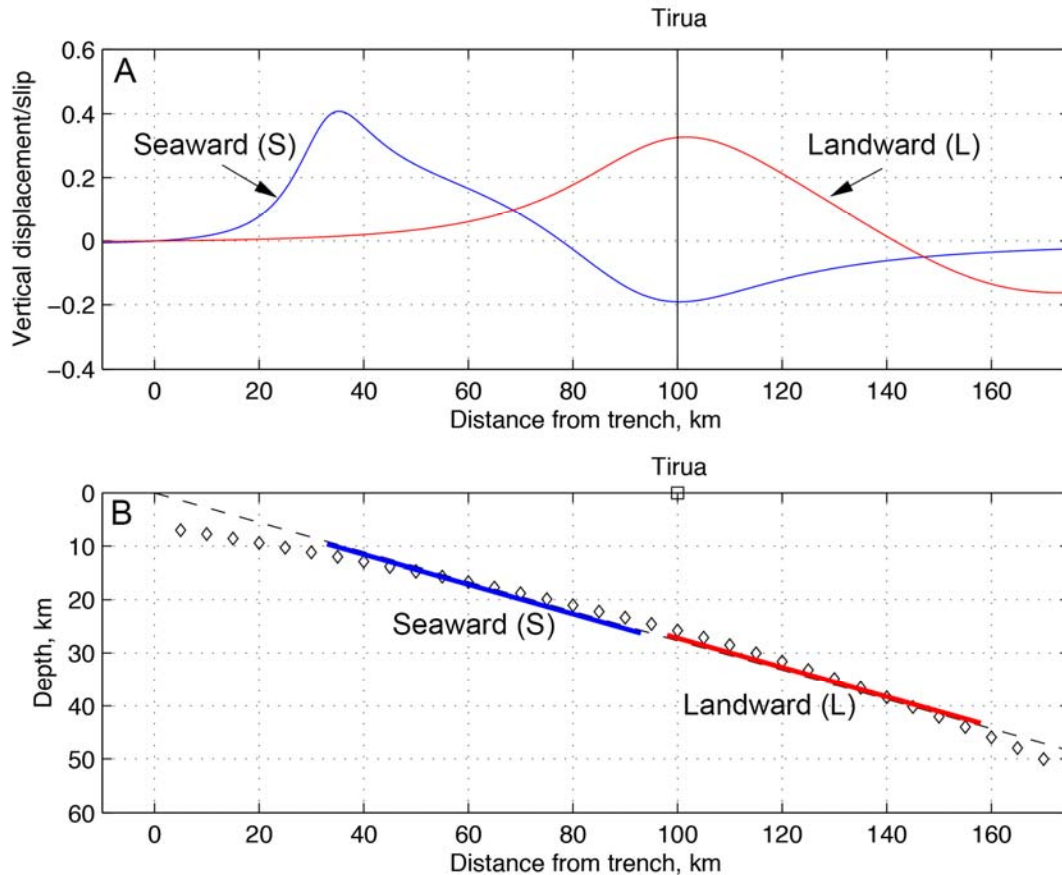 Tirua
A
0.6
0.4
0.2
0
−0.2
−0.4
Vertical displacement/slip
Seaward (S)
Landward (L)
0 20 40 60 80 100 120 140 160
Distance from trench, km
Tirua
B
0
10
20
30
40
50
60
Depth, km
Seaward (S)
Landward (L)
0 20 40 60 80 100 120 140 160
Distance from trench, km